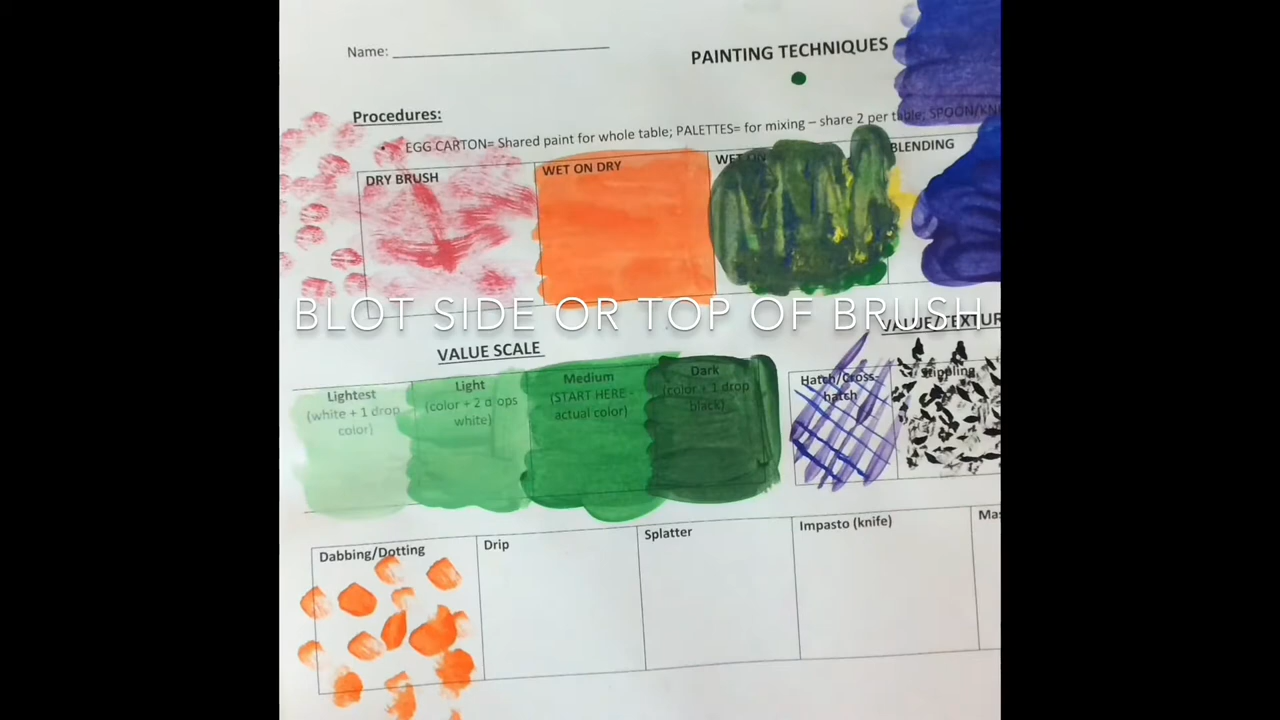 Name:
PAINTING TECHNIQUES
Procedures:
EGG CARTON= Shared paint for whole table; PALETTES= for mixing – share 2 per table; SPOON/KNI
DRY BRUSH
WET ON DRY
WET ON
BLENDING
BLOT SIDE OR TOP OF BRUSH
VALUE SCALE
VALUE/TEXTUR
Lightest
(white + 1 drop
color)
Light
(color + 2 d ops
white)
Medium
(START HERE -
actual color)
Dark
(color + 1 drop
black)
Hatch/Cross-
hatch
Stippling
Dabbing/Dotting
Drip
Splatter
Impasto (knife)
Mas